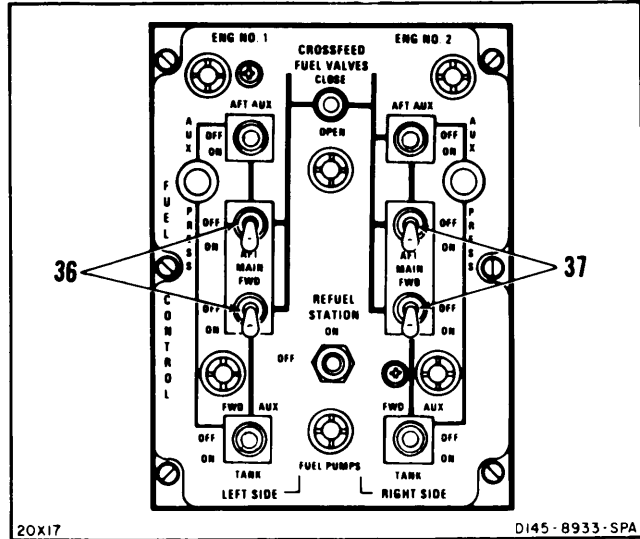 ENG NO. 1
CROSSFEED
FUEL VALVES
CLOSE
OPEN
ENG NO. 2
AFT AUX
OFF
ON
AUX PRESS
FUEL CONTROL
OFF
ON
AFT
MAIN
FWD
OFF
ON
FWD AUX
OFF
ON
TANK
LEFT SIDE
REFUEL
STATION
ON
OFF
FUEL PUMPS
AFT AUX
OFF
ON
AUX PRESS
OFF
ON
AFT
MAIN
FWD
OFF
ON
FWD AUX
OFF
ON
TANK
RIGHT SIDE
36
37
20X17
D145-8933-SPA